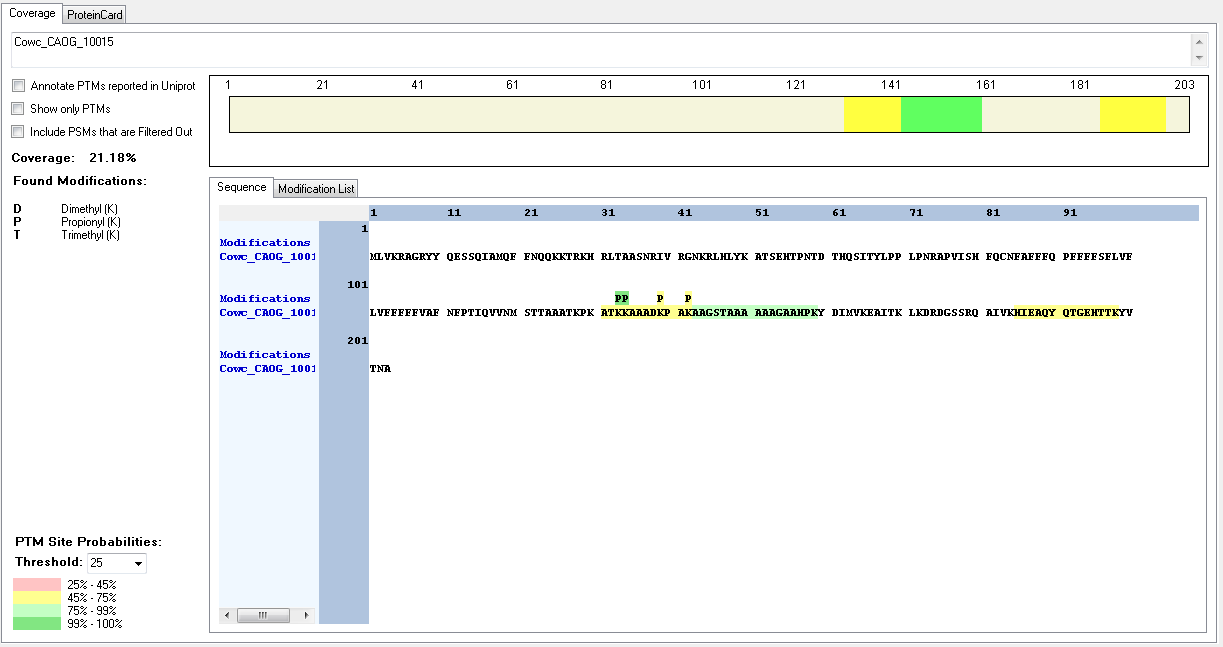 Coverage ProteinCard
Cowc_CAOG_10015
Annotate PTMs reported in Uniprot
Show only PTMs
Include PSMs that are Filtered Out
Coverage: 21.18%
Found Modifications:
D Dimethyl (K)
P Propionyl (K)
T Trimethyl (K)
1 21 41 61 81 101 121 141 161 181 203
Sequence Modification List
1 11 21 31 41 51 61 71 81 91
1
Modifications
Cowc_CAOG_1001 MLVKRAGRYY QESSQIAMQF FNQQKKTRKH RLTAASNRIV RGNKRLHLYK ATSEHTPNTD THQSITYLPP LPNRAPVISH FQCNFAFFFQ PFFFFSFLVF
101
Modifications PP P P
Cowc_CAOG_1001 LVFFFFFVAF NFPTIQVVNM STTAAATKPK ATKKAAADKP AKAAGSTAAA AAAGAAHPKY DIMVKEAITK LKDRDGSSRQ AIVKHIEAQY QTGEHTTKYV
201
Modifications
Cowc_CAOG_1001 TNA
PTM Site Probabilities:
Threshold: 25
25% - 45%
45% - 75%
75% - 99%
99% - 100%